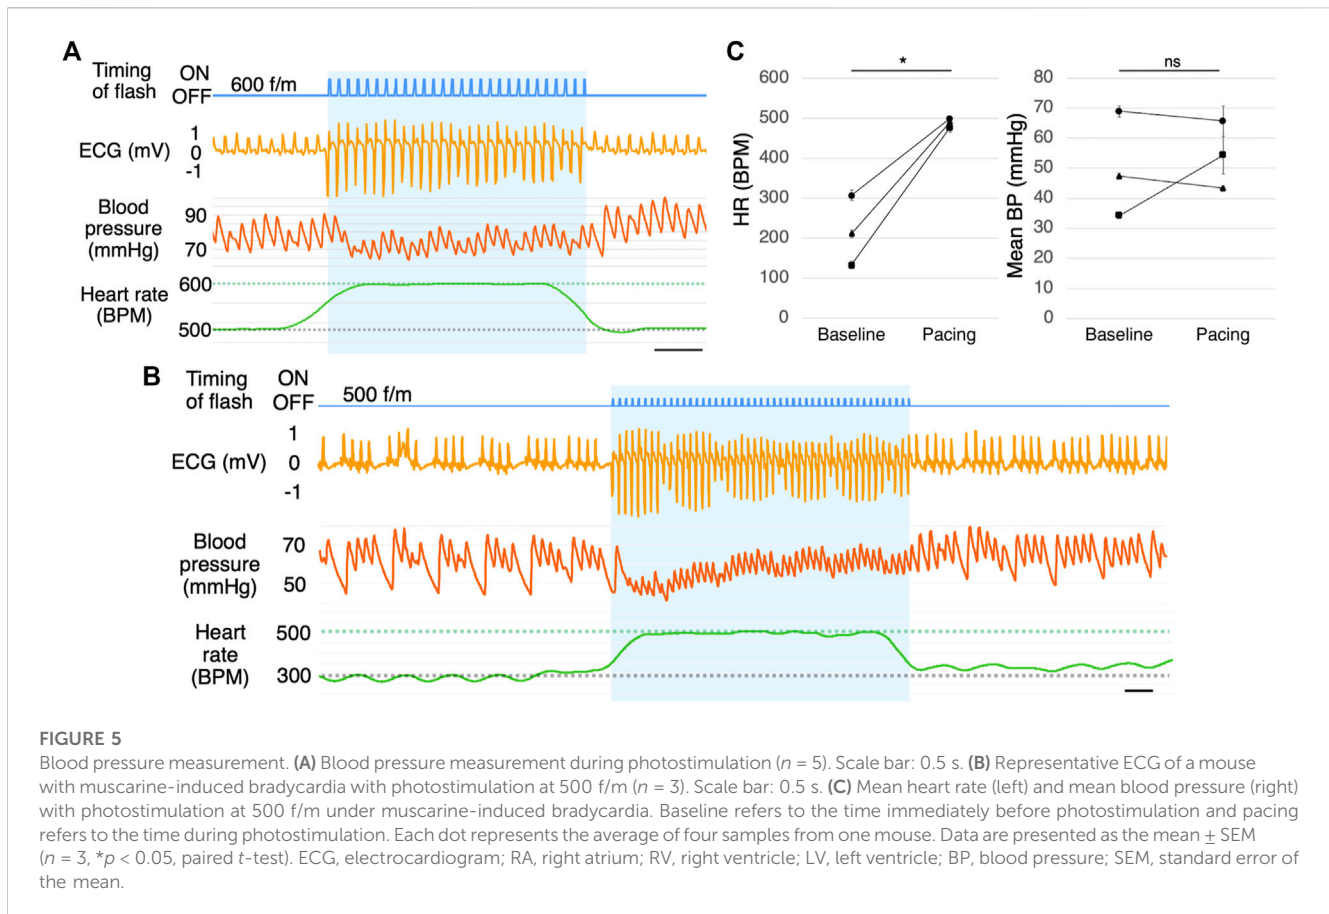 A
Timing
of flash
ON
OFF
600 f/m
ECG (mV)
1
0
-1
Blood
pressure
(mmHg)
90
70
Heart rate
(BPM)
600
500
C
*
600
500
400
300
200
100
0
HR (BPM)
Baseline
Pacing
ns
80
70
60
50
40
30
20
10
0
Mean BP (mmHg)
Baseline
Pacing
B
Timing
of flash
ON
OFF
500 f/m
ECG (mV)
1
0
-1
Blood
pressure
(mmHg)
70
50
Heart
rate
(BPM)
500
300
FIGURE 5
Blood pressure measurement. (A) Blood pressure measurement during photostimulation (n = 5). Scale bar: 0.5 s. (B) Representative ECG of a mouse
with muscarine-induced bradycardia with photostimulation at 500 f/m (n = 3). Scale bar: 0.5 s. (C) Mean heart rate (left) and mean blood pressure (right)
with photostimulation at 500 f/m under muscarine-induced bradycardia. Baseline refers to the time immediately before photostimulation and pacing
refers to the time during photostimulation. Each dot represents the average of four samples from one mouse. Data are presented as the mean ± SEM
(n = 3, *p < 0.05, paired t-test). ECG, electrocardiogram; RA, right atrium; RV, right ventricle; LV, left ventricle; BP, blood pressure; SEM, standard error of
the mean.